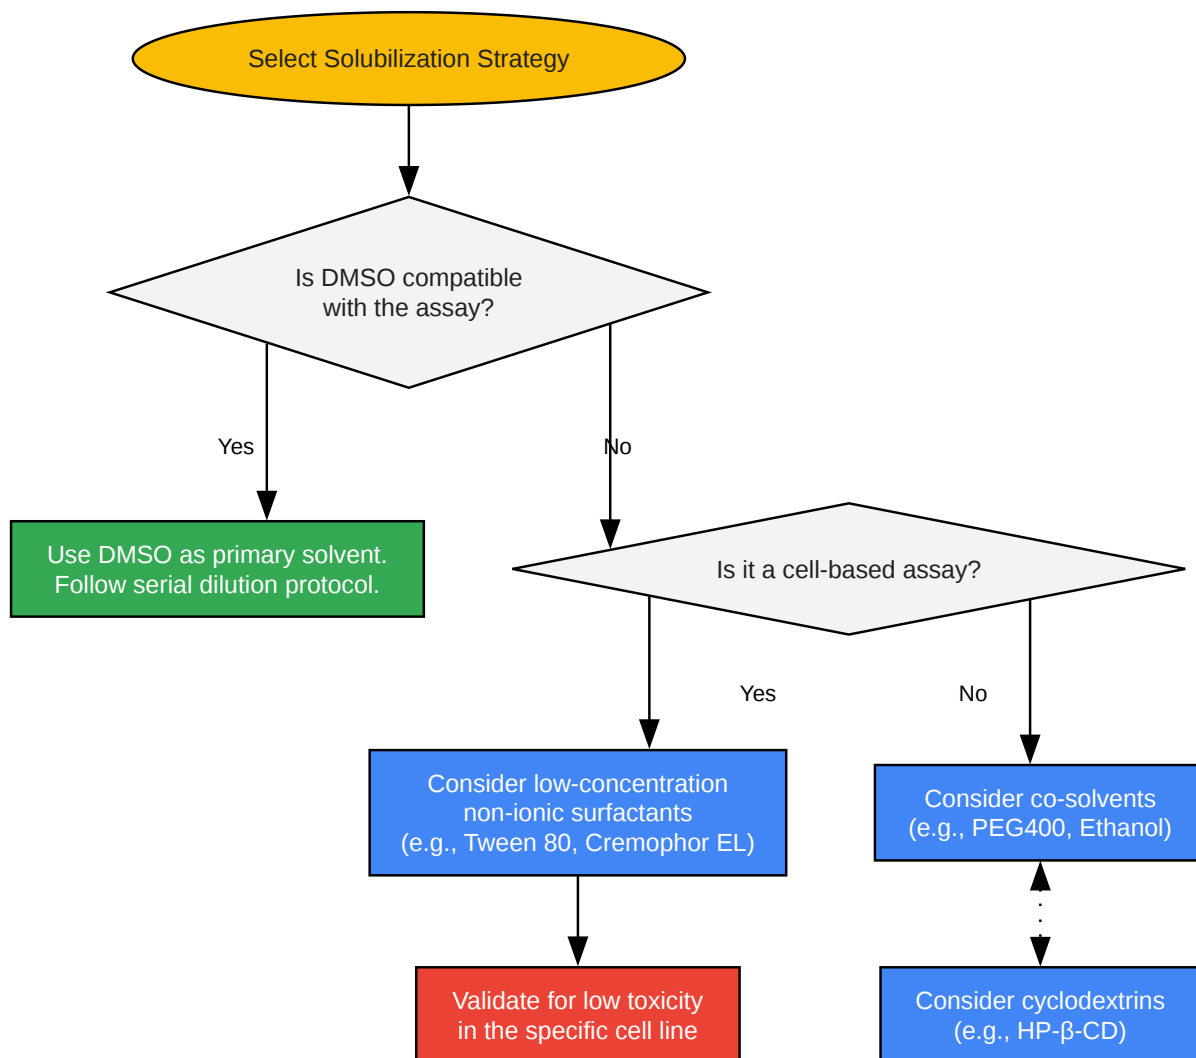 Select Solubilization Strategy
Is DMSO compatible
with the assay?
Yes
No
Use DMSO as primary solvent.
Follow serial dilution protocol.
Is it a cell-based assay?
Yes
No
Consider low-concentration
non-ionic surfactants
(e.g., Tween 80, Cremophor EL)
Consider co-solvents
(e.g., PEG400, Ethanol)
Validate for low toxicity
in the specific cell line
Consider cyclodextrins
(e.g., HP-β-CD)